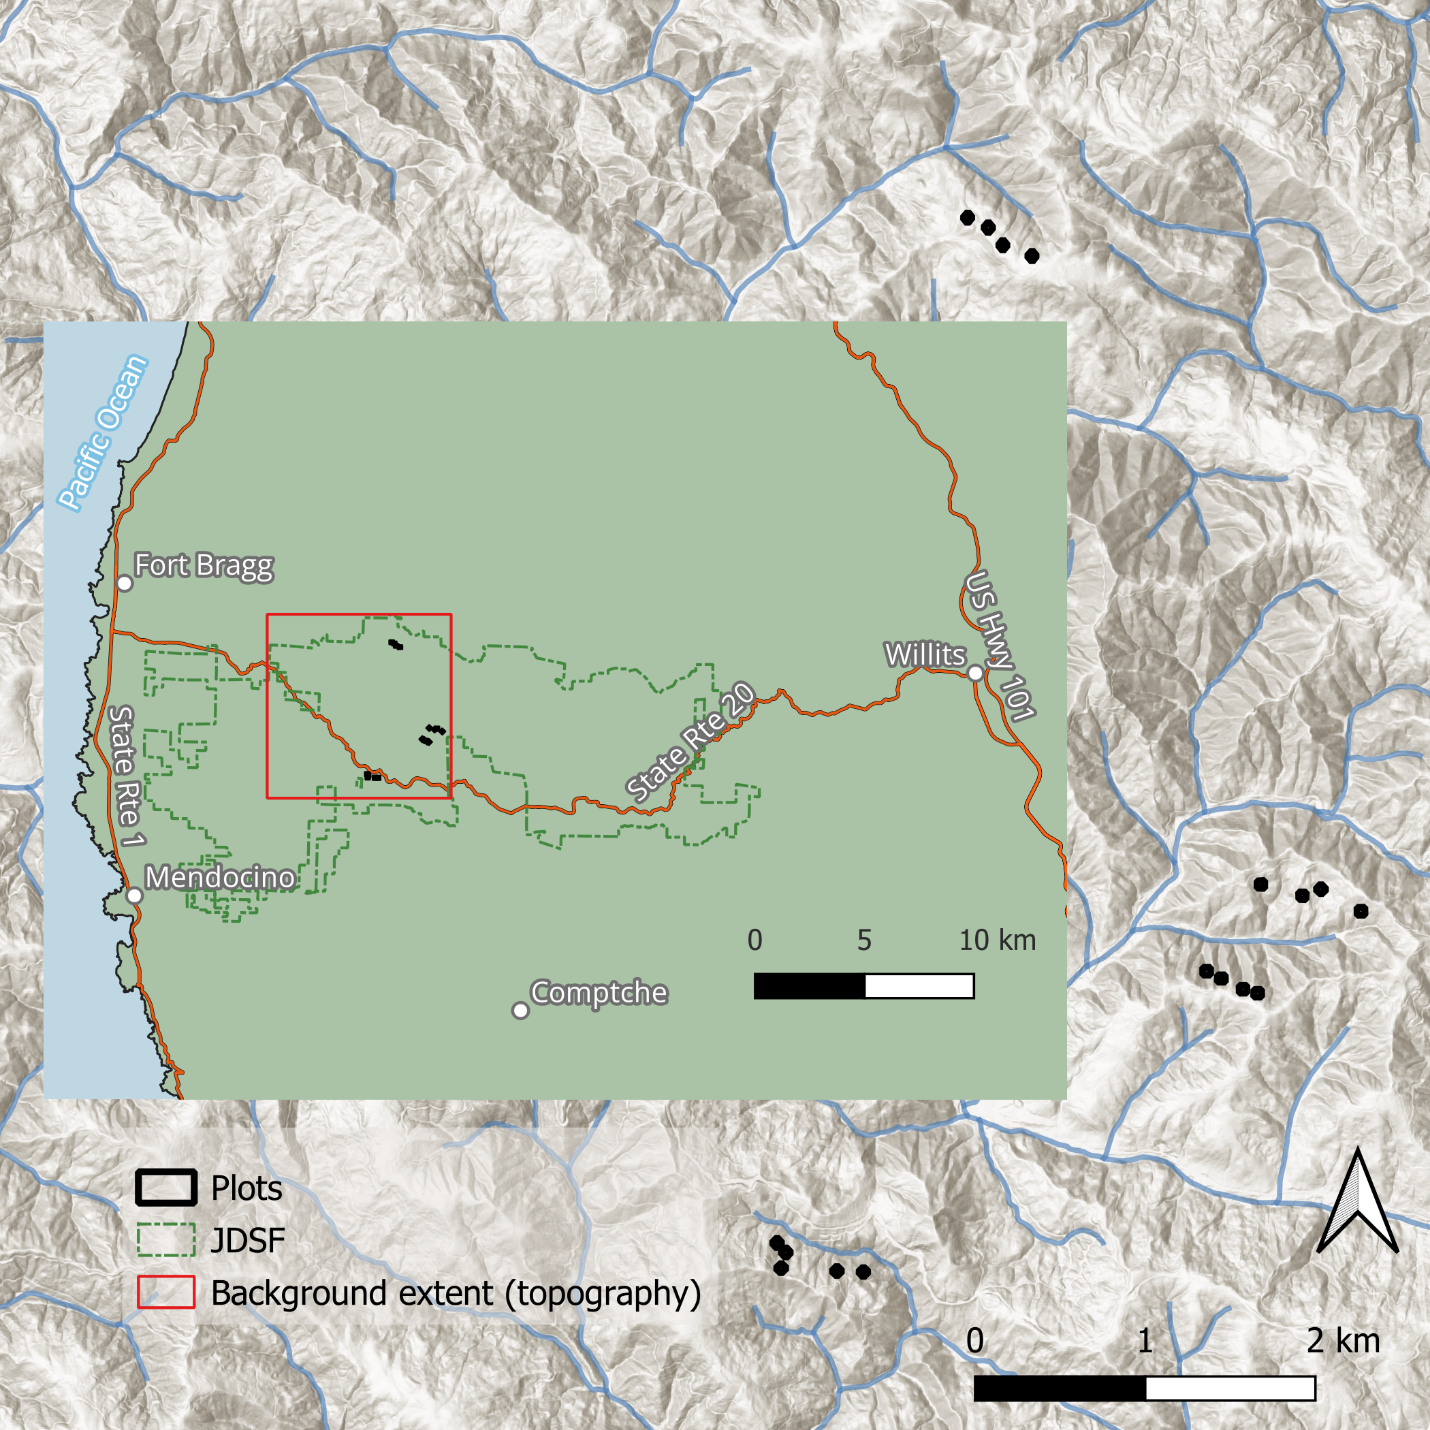 Pacific Ocean
Fort Bragg
US Hwy 101
Willits
State Rte 20
State Rte 1
Mendocino
0 5 10 km
Comptche
Plots
JDSF
Background extent (topography)
0 1 2 km